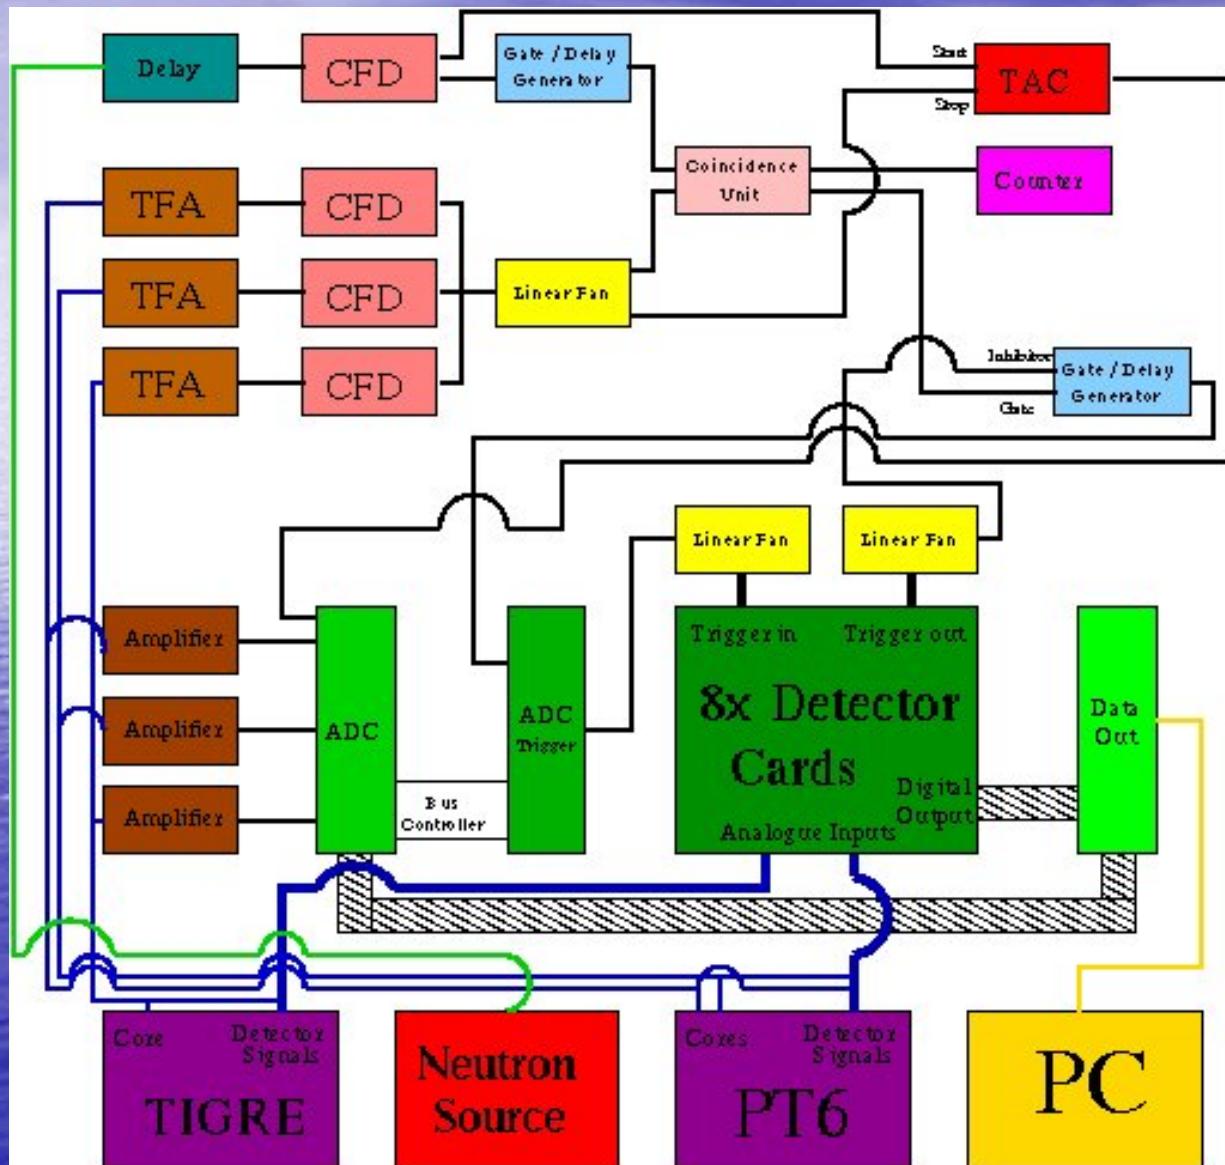 Delay
CFD
Gate / Delay
Generator
Start
Stop
TAC
TFA
CFD
Coincidence
Unit
Counter
TFA
CFD
Linear Fan
TFA
CFD
Inhibitor
Gate
Gate / Delay
Generator
Linear Fan
Linear Fan
Amplifier
Amplifier
Amplifier
ADC
Bus
Controller
ADC
Trigger
Trigger in
Trigger out
8x Detector
Cards
Digital
Output
Analogue Inputs
Data
Out
Core
Detector
Signals
TIGRE
Neutron
Source
Cores
Detector
Signals
PT6
PC